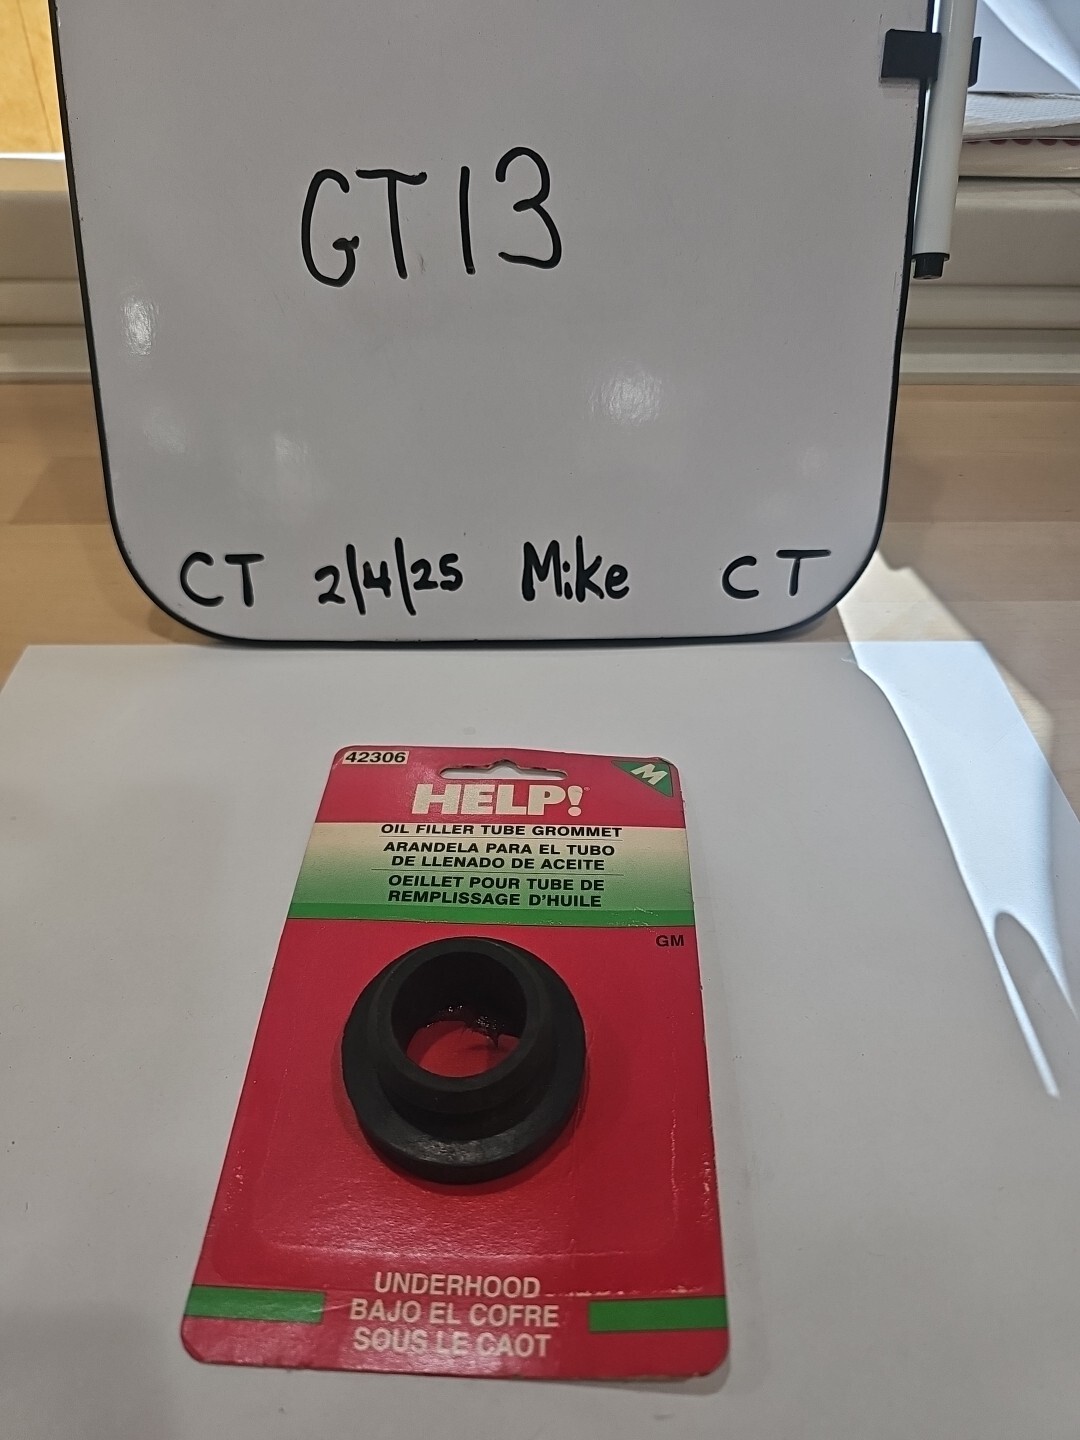 GT13
CT 2/4/25 Mike CT
42306
M
HELP!
OIL FILLER TUBE GROMMET
ARANDELA PARA EL TUBO
DE LLENADO DE ACEITE
OEILLET POUR TUBE DE
REMPLISSAGE D'HUILE
GM
UNDERHOOD
BAJO EL COFRE
SOUS LE CAOT